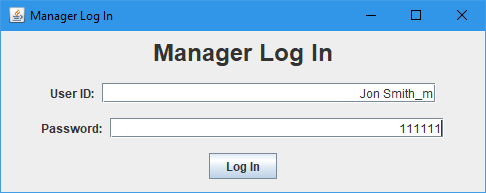 Manager Log In
Manager Log In
User ID: Jon Smith_m
Password: 111111
Log In